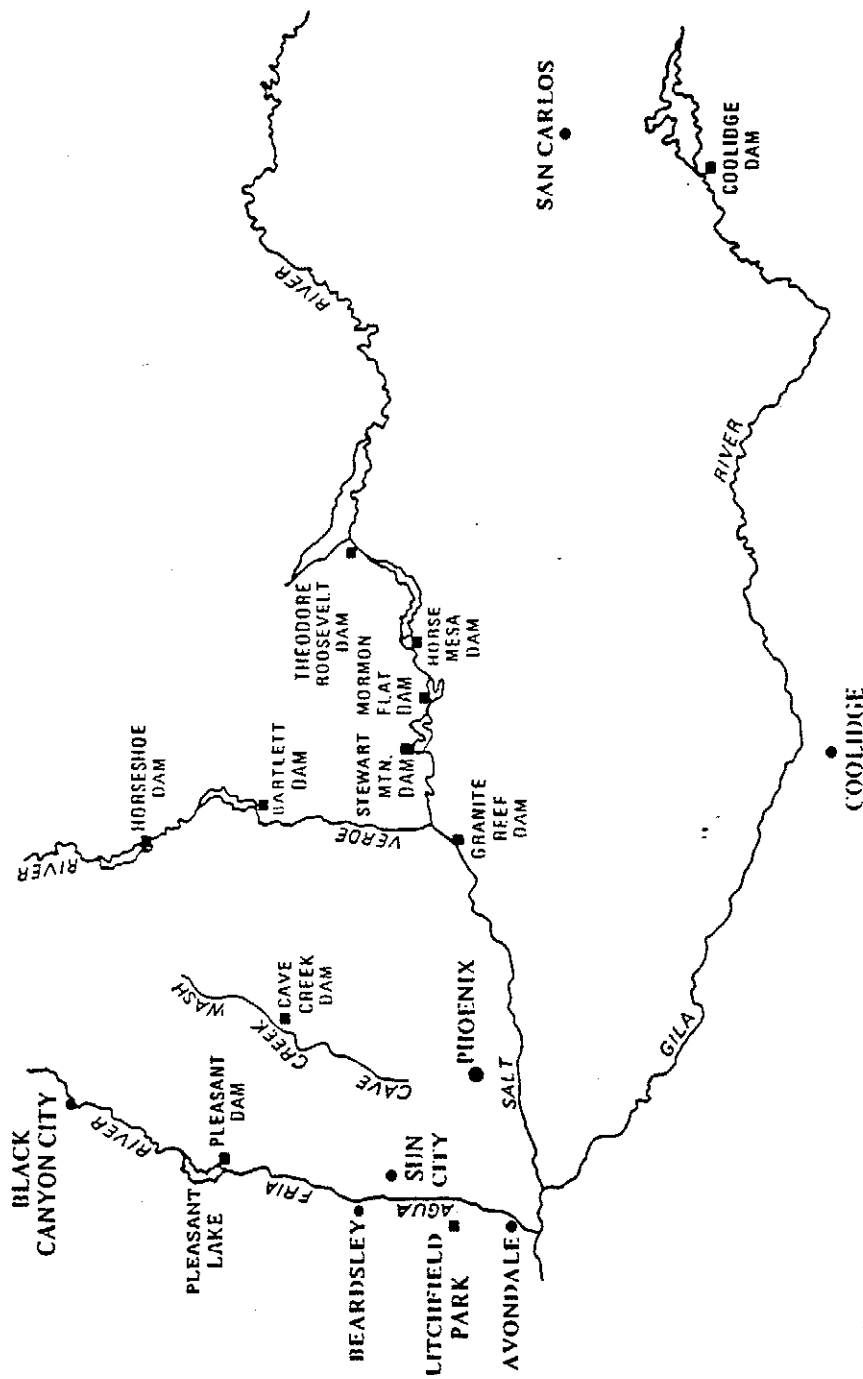 BLACK
CANYON CITY
RIVER
PLEASANT
LAKE
PLEASANT
DAM
FRIA
BEARDSLEY
SUN
CITY
AGUA
LITCHFIELD
PARK
AVONDALE
WASH
CREEK
CAVE
CAVE
CREEK
DAM
PHOENIX
SALT
RIVER
HORSESHOE
DAM
BARTLETT
DAM
VERDE
STEWART
MTN.
DAM
MORMON
FLAT
DAM
THEODORE
ROOSEVELT
DAM
HORSE
MESA
DAM
GRANITE
REEF
DAM
RIVER
SAN CARLOS
COOLIDGE
DAM
RIVER
GILA
COOLIDGE